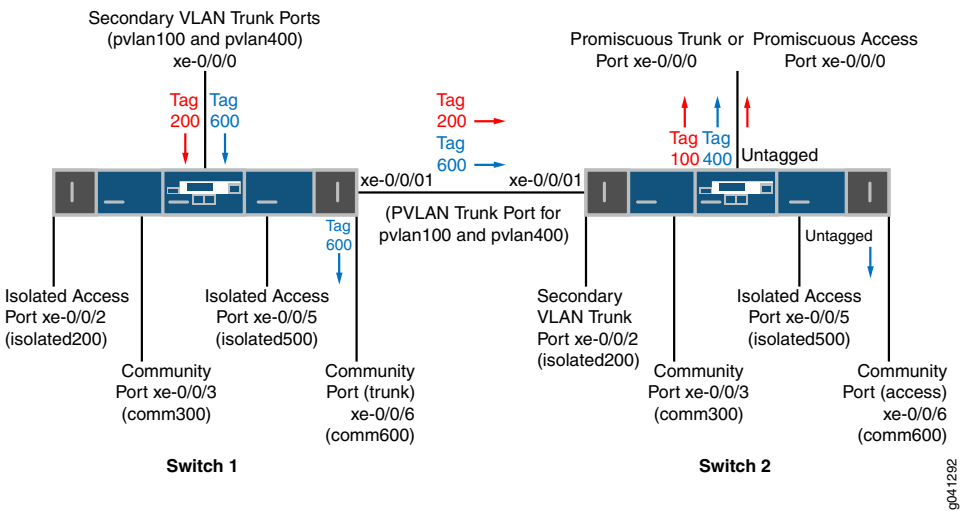 Secondary VLAN Trunk Ports
(pvlan100 and pvlan400)
xe-0/0/0
Promiscuous Trunk or
Port xe-0/0/0
Promiscuous Access
Port xe-0/0/0
Tag
200
Tag
600
Tag
200
Tag
600
Tag
100
Tag
400
Untagged
xe-0/0/01
xe-0/0/01
(PVLAN Trunk Port for
pvlan100 and pvlan400)
Tag
600
Untagged
Isolated Access
Port xe-0/0/2
(isolated200)
Isolated Access
Port xe-0/0/5
(isolated500)
Secondary
VLAN Trunk
Port xe-0/0/2
(isolated200)
Isolated Access
Port xe-0/0/5
(isolated500)
Community
Port xe-0/0/3
(comm300)
Community
Port (trunk)
xe-0/0/6
(comm600)
Community
Port xe-0/0/3
(comm300)
Community
Port (access)
xe-0/0/6
(comm600)
Switch 1
Switch 2
g041292